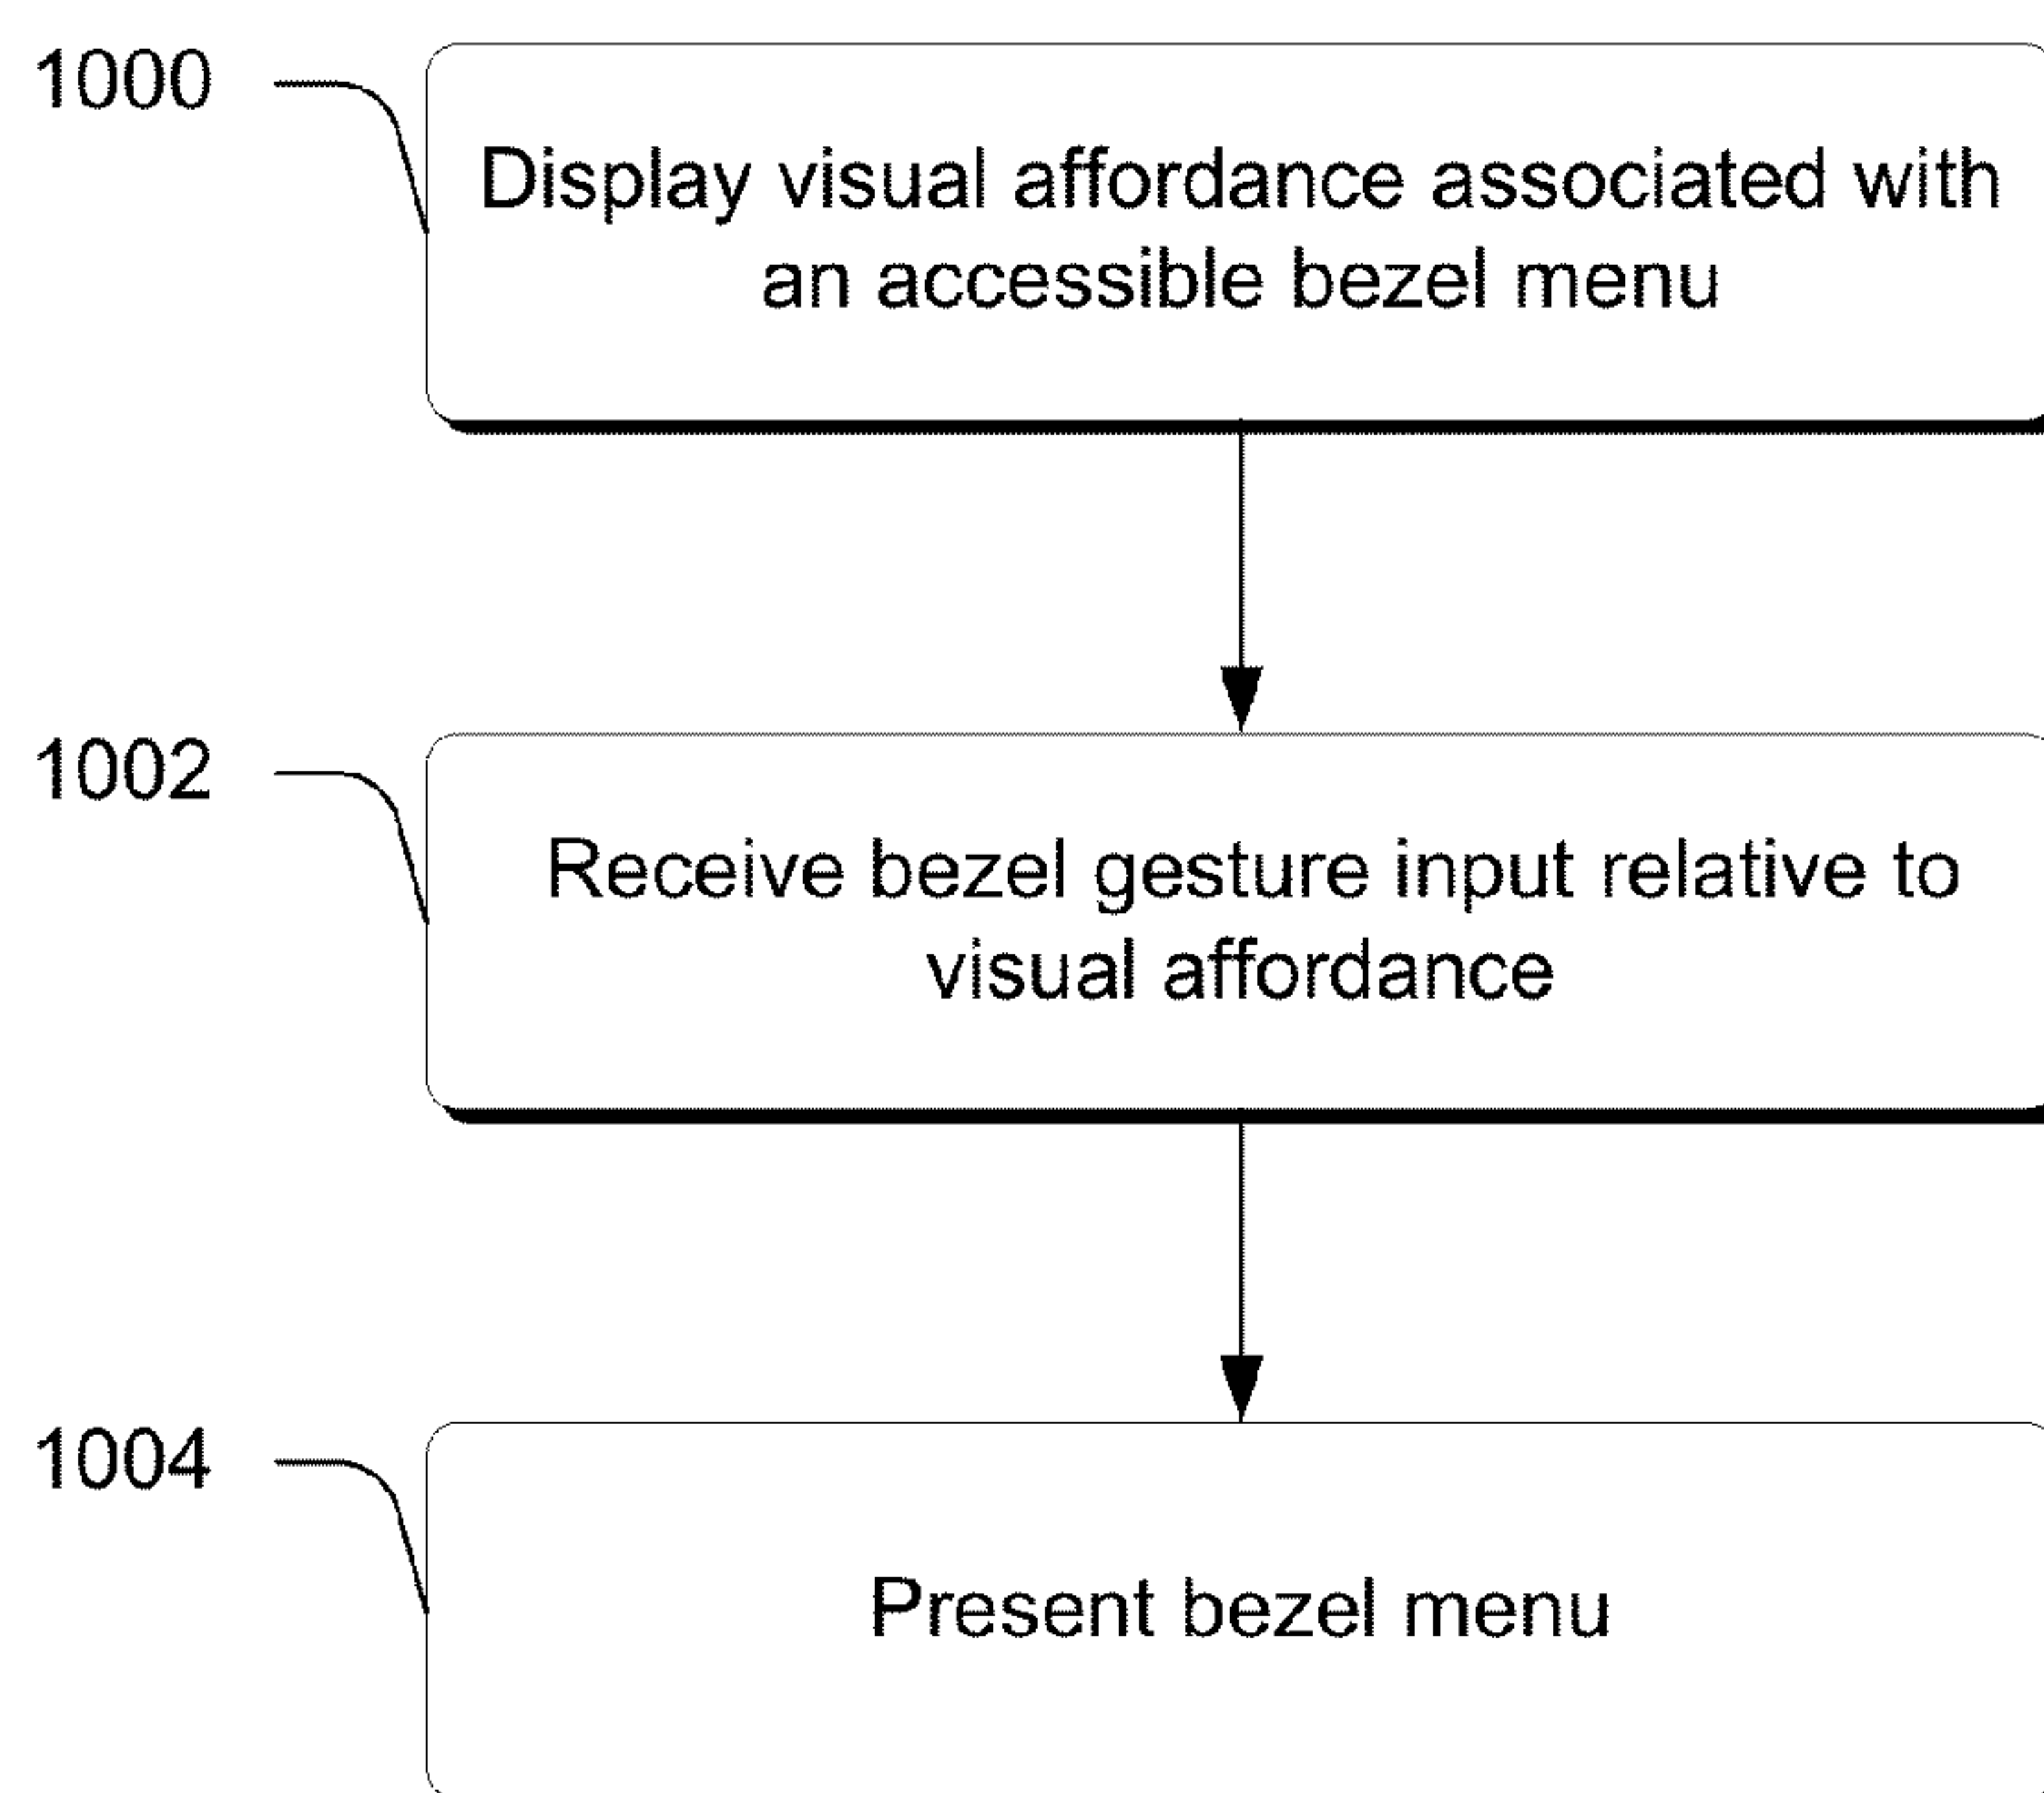 1000
Display visual affordance associated with
an accessible bezel menu
1002
Receive bezel gesture input relative to
visual affordance
1004
Present bezel menu